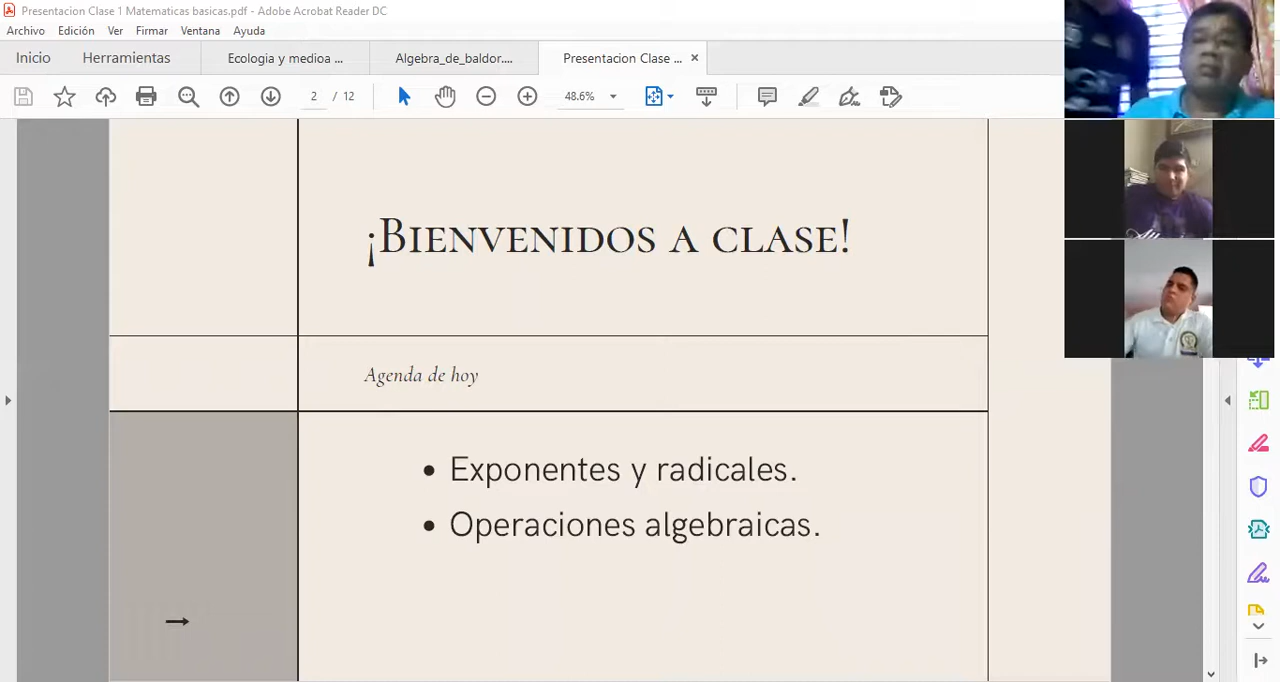 Presentacion Clase 1 Matematicas basicas.pdf - Adobe Acrobat Reader DC
Archivo Edición Ver Firmar Ventana Ayuda
Inicio Herramientas Ecologia y medioa ... Algebra_de_baldor.... Presentacion Clase ... ×
2 / 12 48.6%
¡Bienvenidos a clase!
Agenda de hoy
• Exponentes y radicales.
• Operaciones algebraicas.